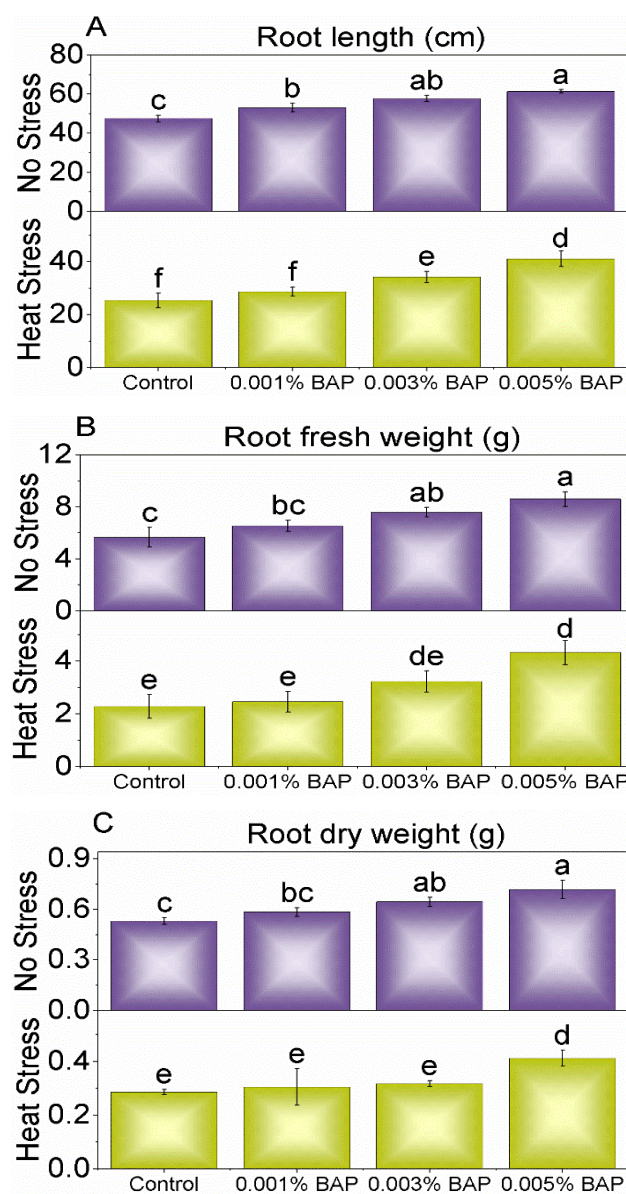 A
Root length (cm)
80
60
40
20
0
No Stress
c
b
ab
a
40
20
0
Heat Stress
f
f
e
d
Control 0.001% BAP 0.003% BAP 0.005% BAP
B
Root fresh weight (g)
12
8
4
0
No Stress
c
bc
ab
a
4
2
0
Heat Stress
e
e
de
d
Control 0.001% BAP 0.003% BAP 0.005% BAP
C
Root dry weight (g)
0.9
0.6
0.3
0.0
No Stress
c
bc
ab
a
0.4
0.2
0.0
Heat Stress
e
e
e
d
Control 0.001% BAP 0.003% BAP 0.005% BAP